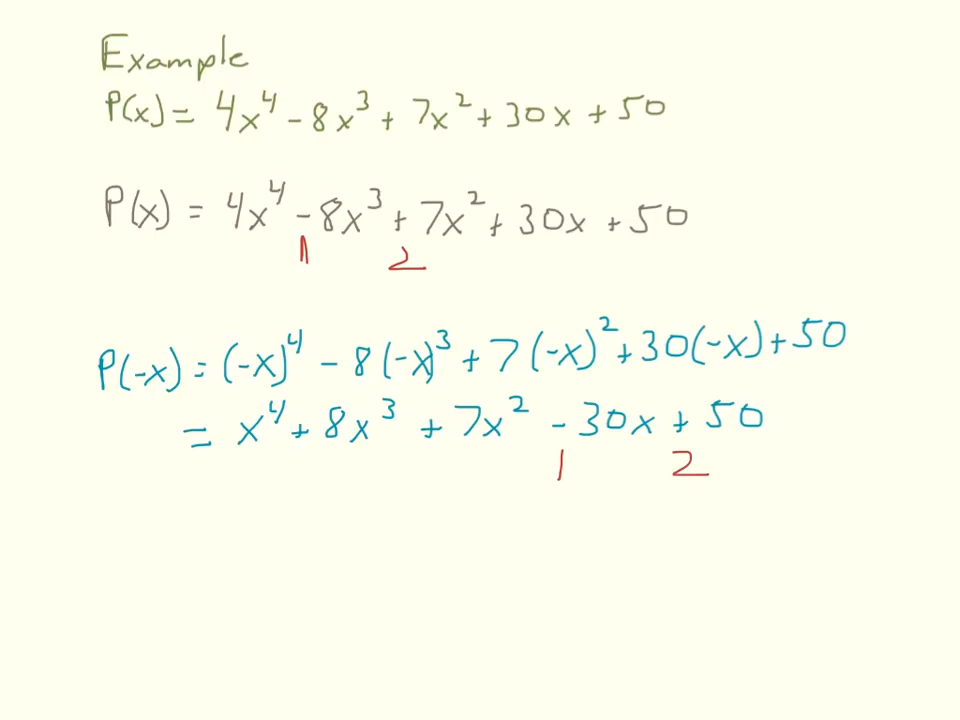 Example
P(x) = 4x⁴ - 8x³ + 7x² + 30x + 50
P(x) = 4x⁴ - 8x³ + 7x² + 30x + 50
1 2
P(-x) = (-x)⁴ - 8(-x)³ + 7(-x)² + 30(-x) + 50
= x⁴ + 8x³ + 7x² - 30x + 50
1 2